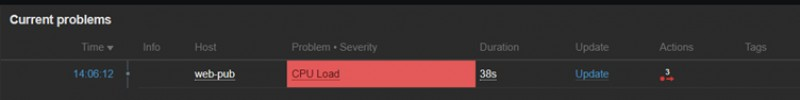 Current problems
Time ▼ Info Host Problem • Severity Duration Update Actions Tags
14:06:12 web-pub CPU Load 38s Update 3